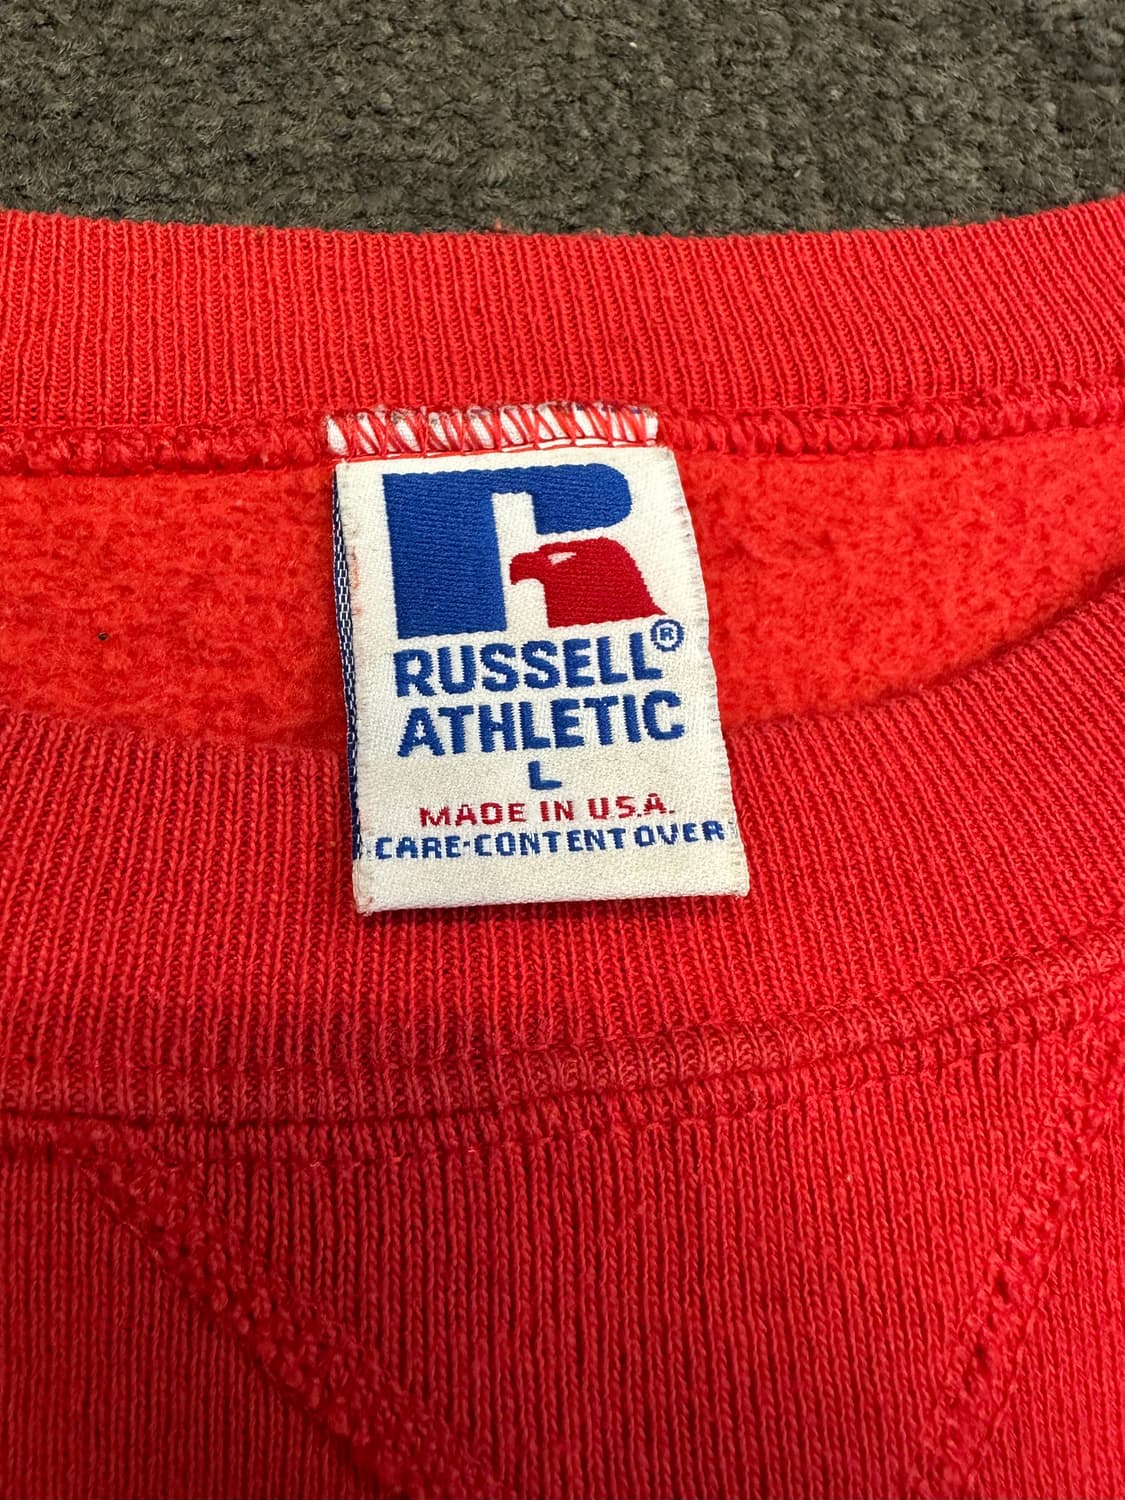 RUSSELL®
ATHLETIC
L
MADE IN U.S.A.
CARE·CONTENT OVER